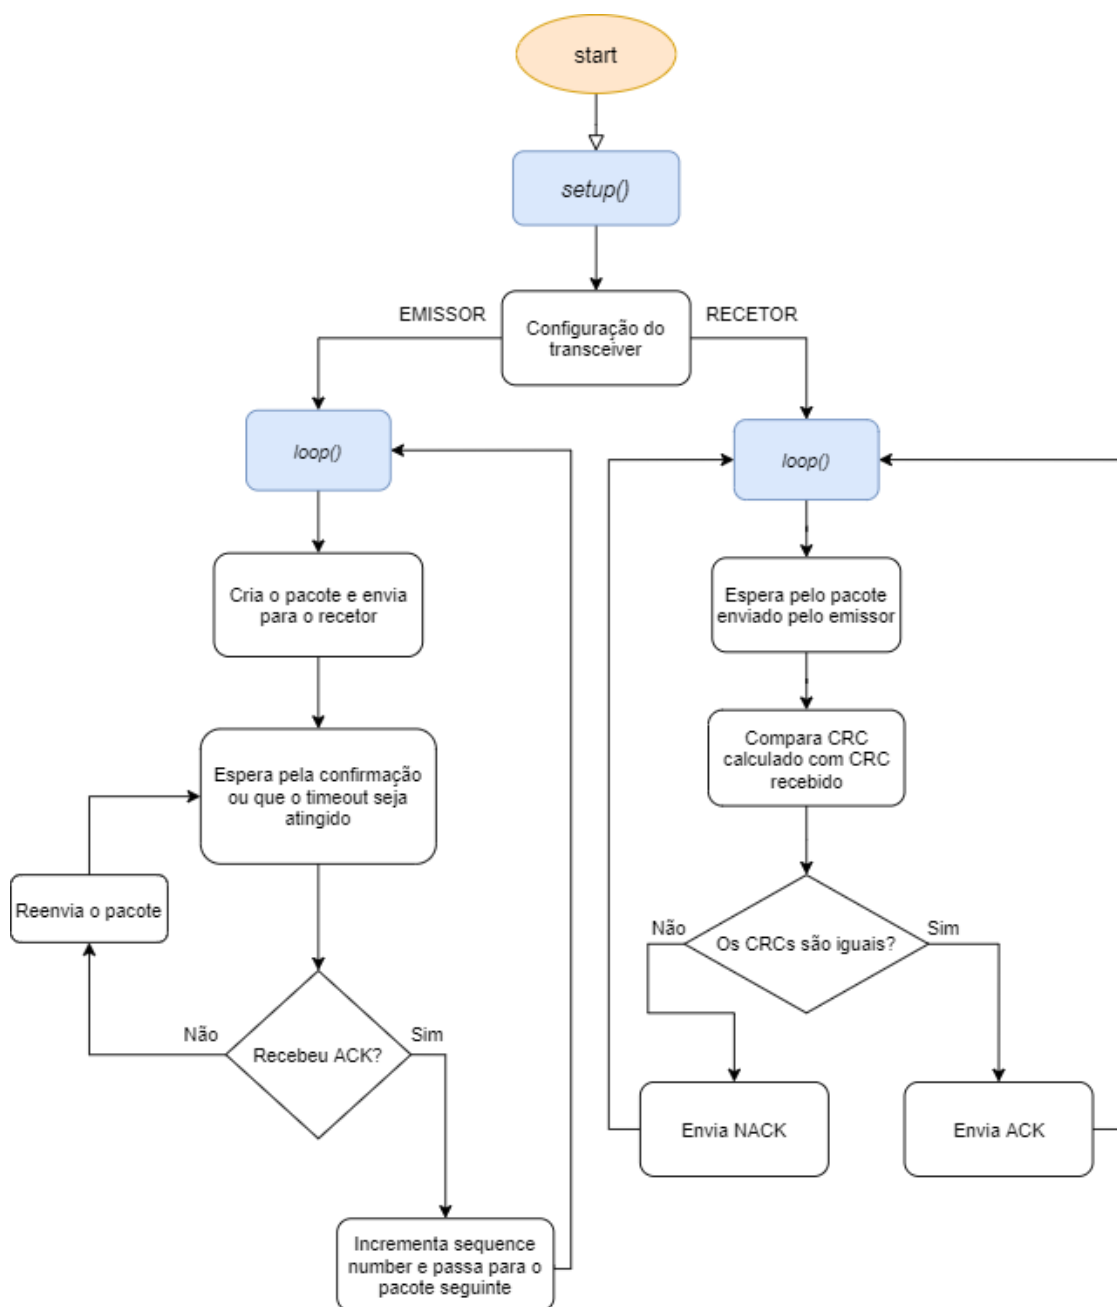 start
setup()
EMISSOR
RECETOR
Configuração do
transceiver
loop()
Cria o pacote e envia
para o recetor
Espera pela confirmação
ou que o timeout seja
atingido
Reenvia o pacote
Não
Sim
Recebeu ACK?
Incrementa sequence
number e passa para o
pacote seguinte
loop()
Espera pelo pacote
enviado pelo emissor
Compara CRC
calculado com CRC
recebido
Não
Sim
Os CRCs são iguais?
Envia NACK
Envia ACK